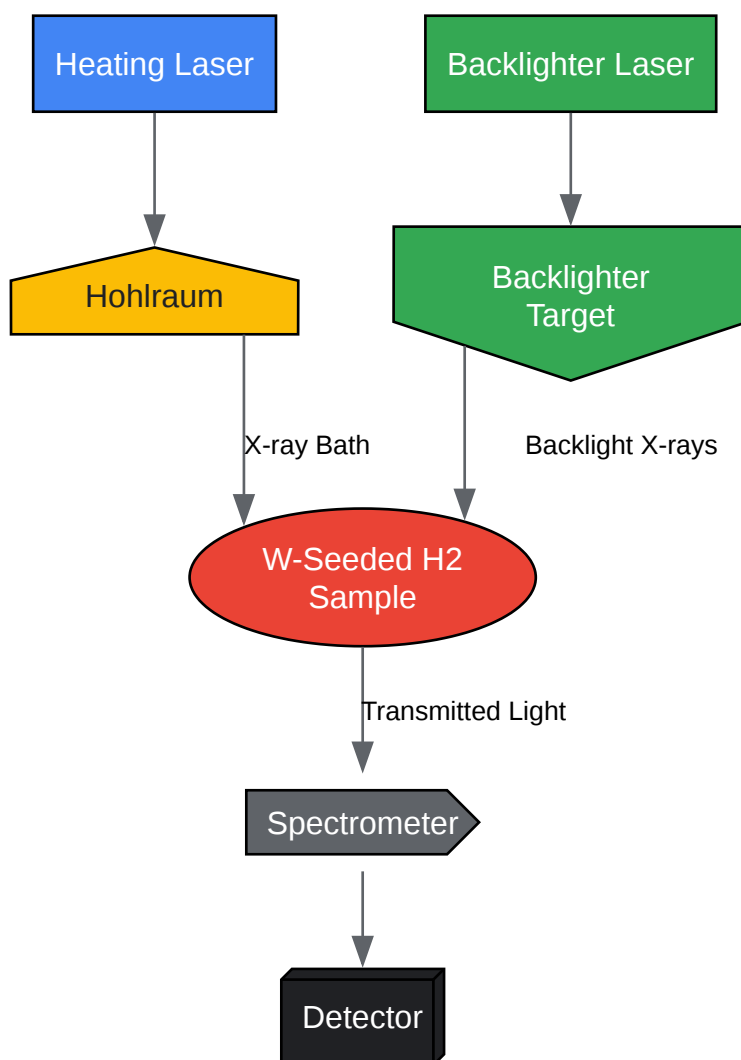 Heating Laser
Backlighter Laser
Hohlraum
Backlighter
Target
X-ray Bath
Backlight X-rays
W-Seeded H2
Sample
Transmitted Light
Spectrometer
Detector